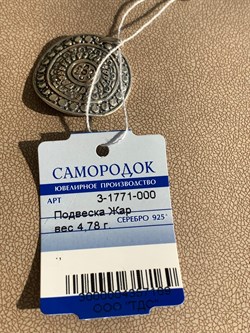 САМОРОДОК
ЮВЕЛИРНОЕ ПРОИЗВОДСТВО
АРТ 3-1771-000
Подвеска Жар
СЕРЕБРО 925°
вес 4,78 г.